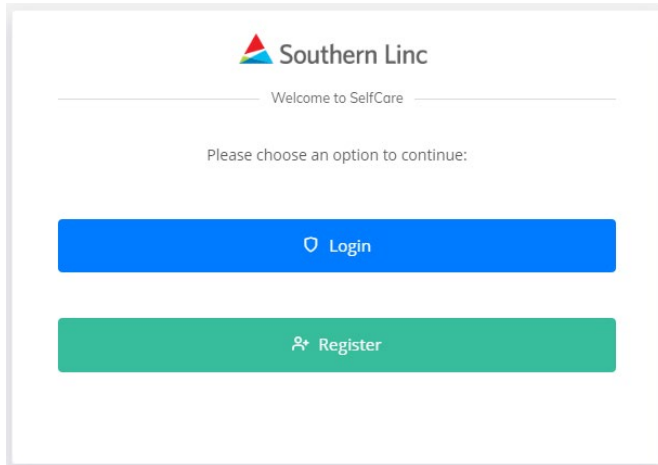 Southern Linc
Welcome to SelfCare
Please choose an option to continue:
Login
Register